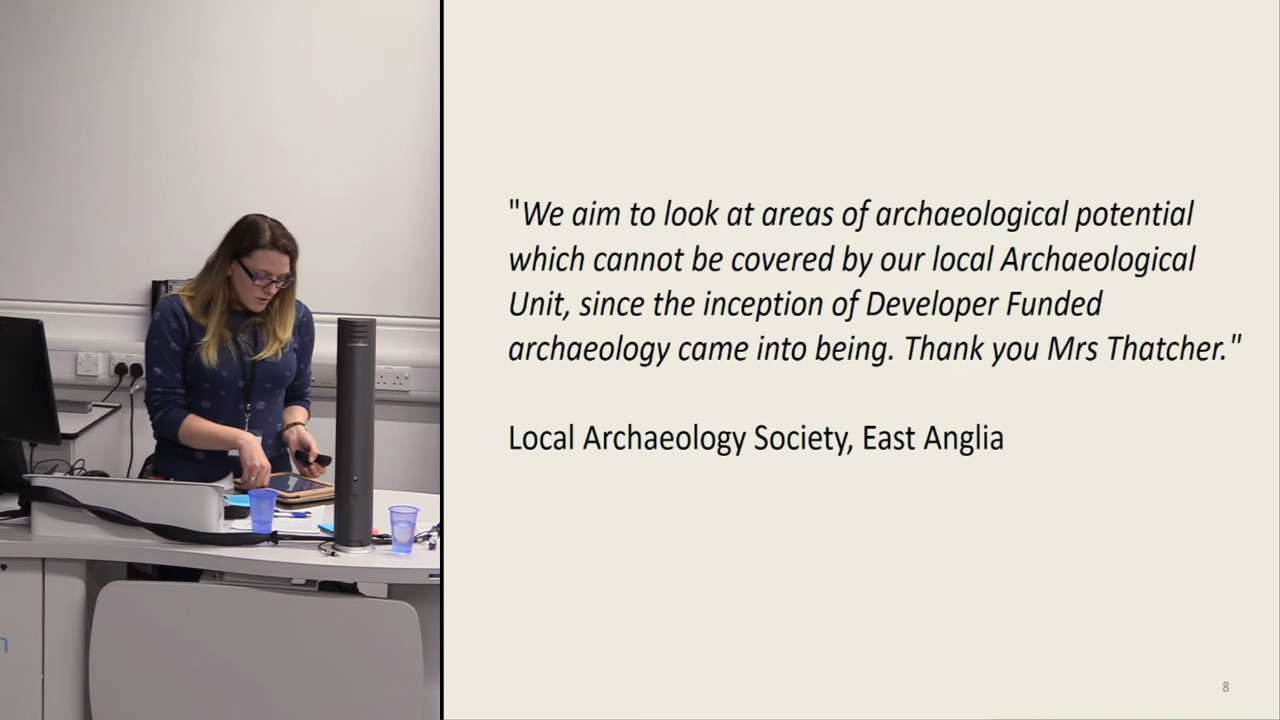 "We aim to look at areas of archaeological potential
which cannot be covered by our local Archaeological
Unit, since the inception of Developer Funded
archaeology came into being. Thank you Mrs Thatcher."
Local Archaeology Society, East Anglia
8
n